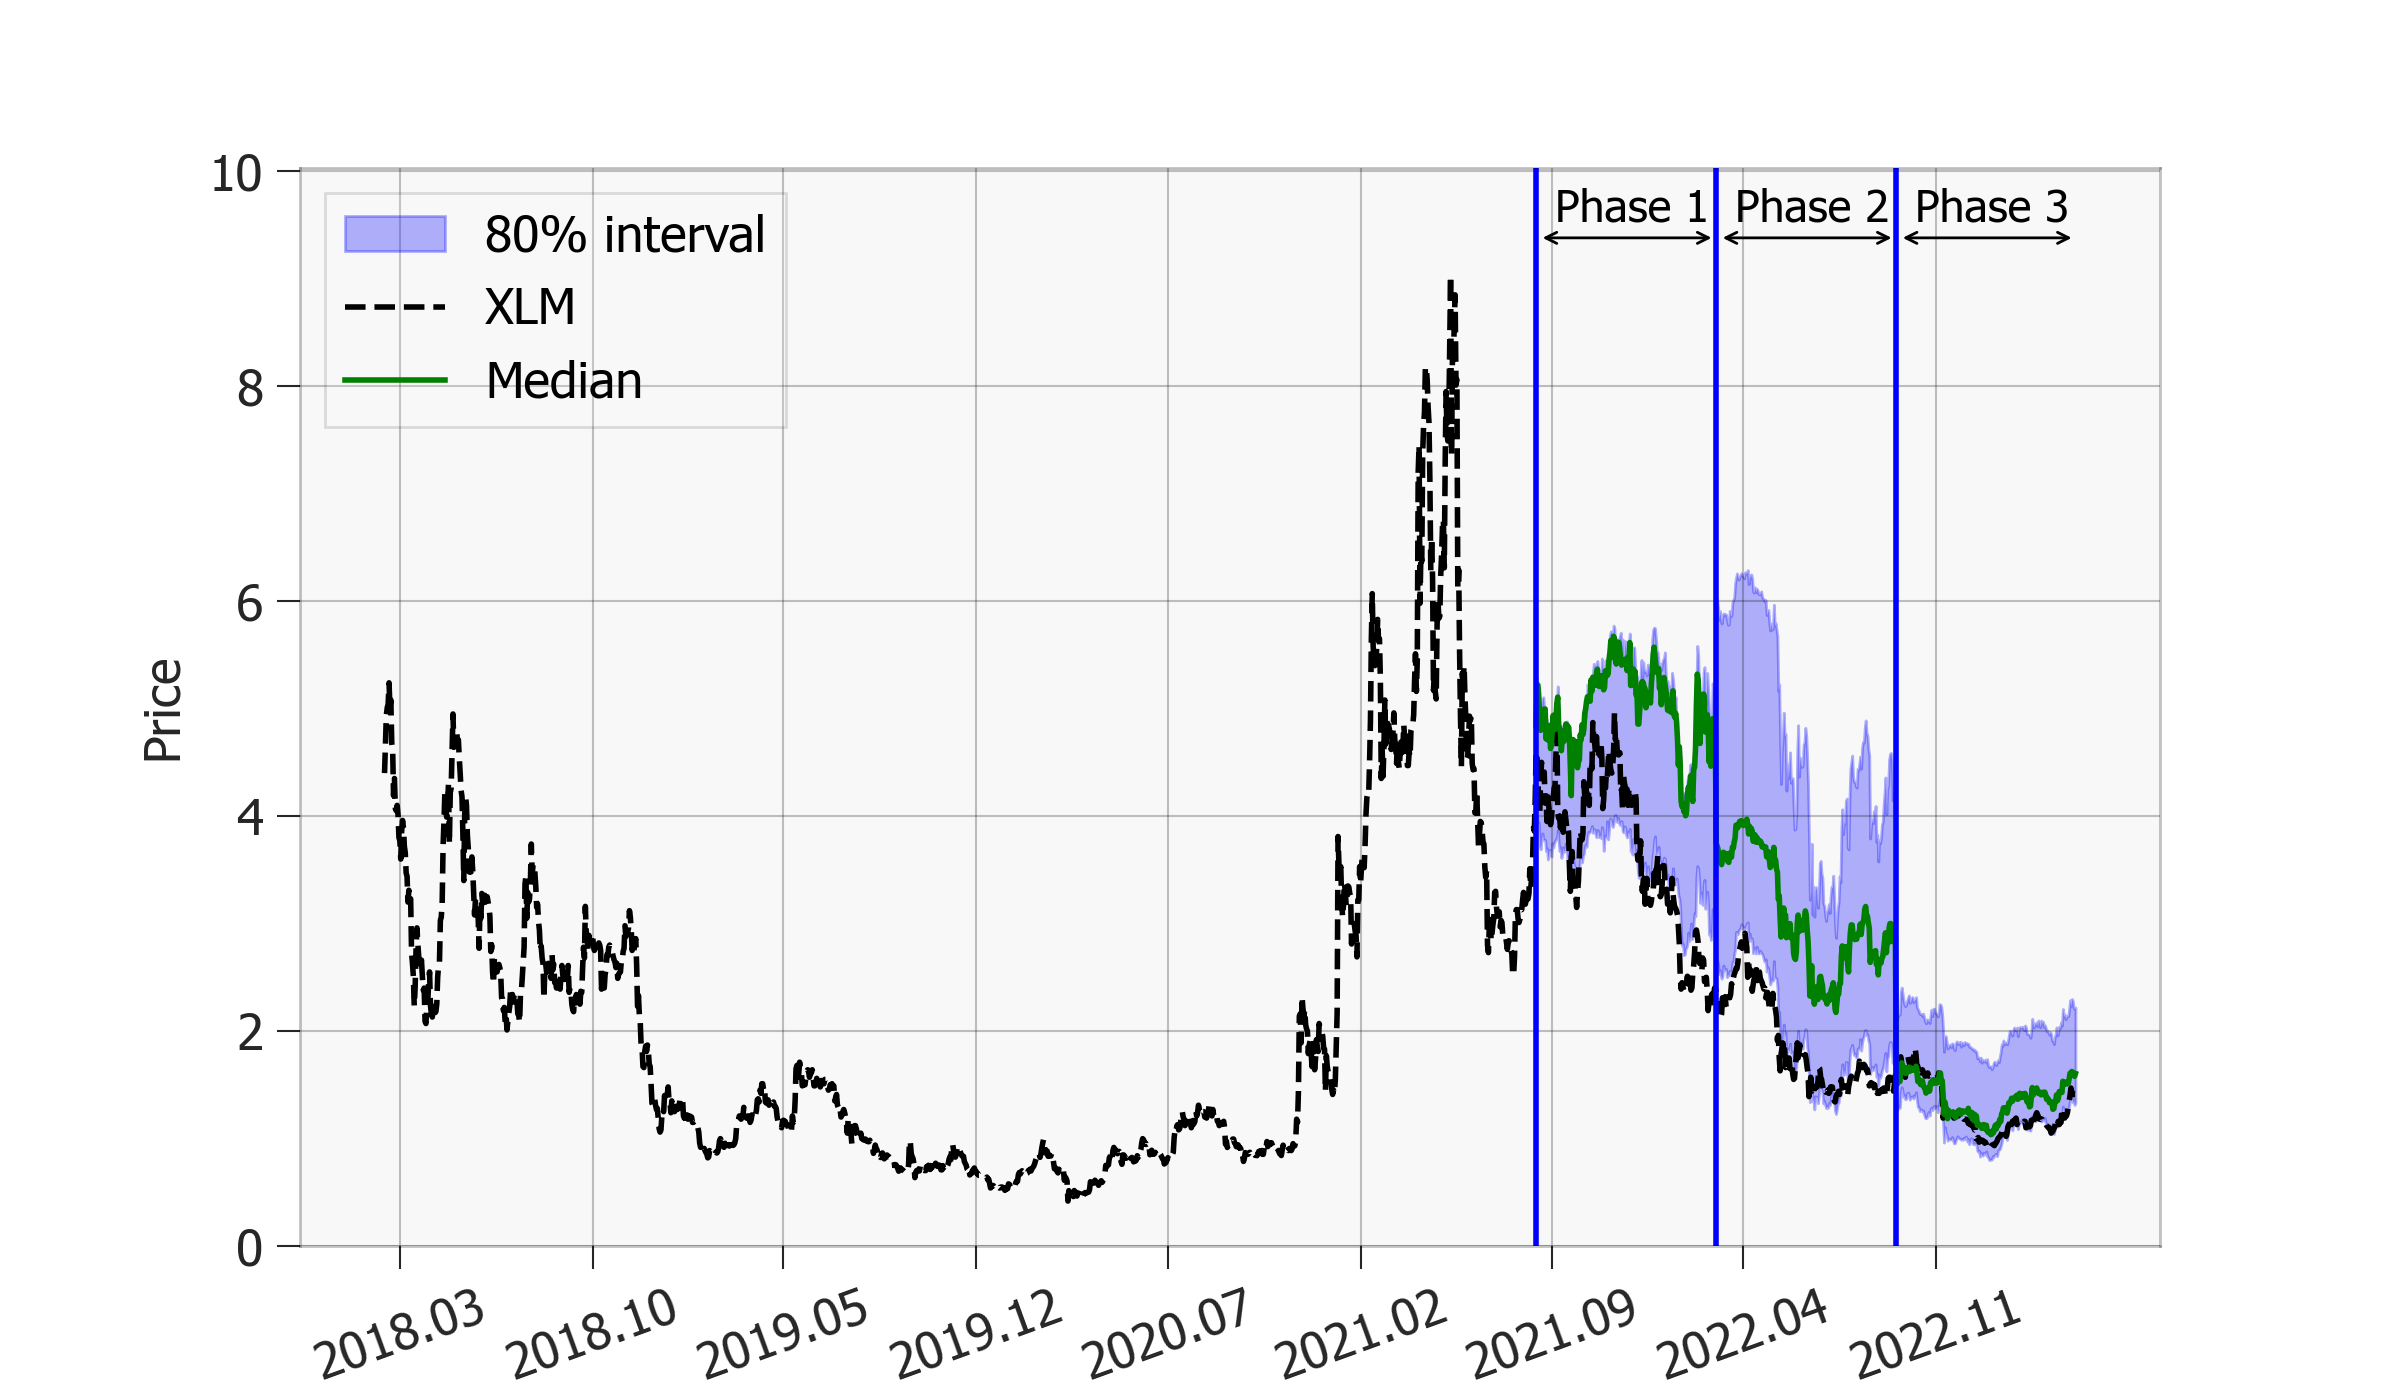 10
8
6
4
2
0
Price
80% interval
XLM
Median
Phase 1
Phase 2
Phase 3
2018.03
2018.10
2019.05
2019.12
2020.07
2021.02
2021.09
2022.04
2022.11